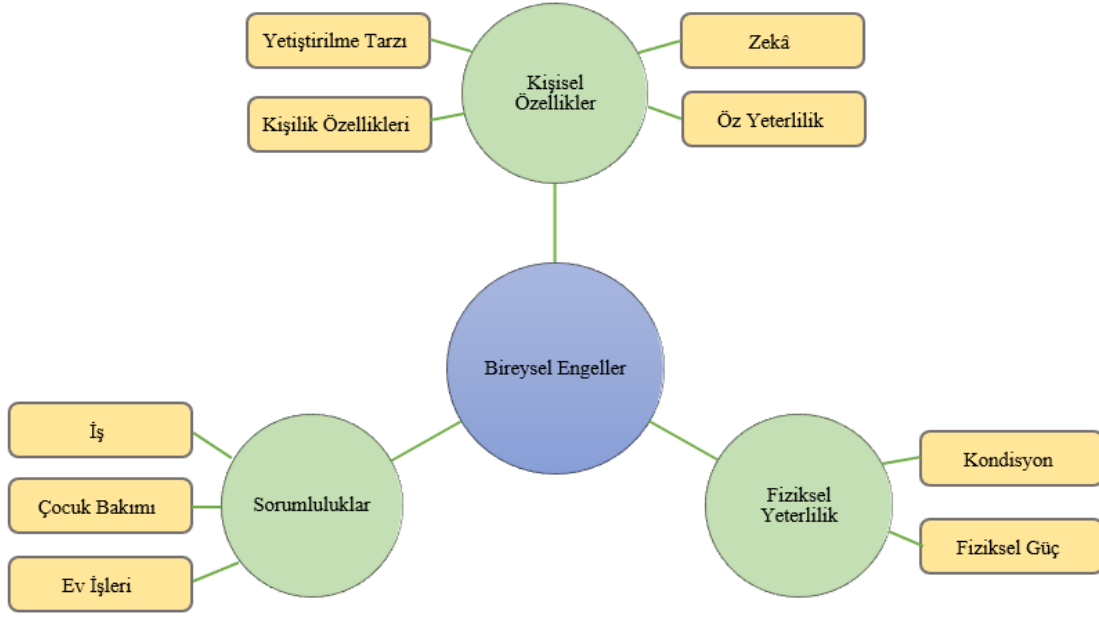 Yetiştirilme Tarzı
Zekâ
Kişisel
Özellikler
Kişilik Özellikleri
Öz Yeterlilik
Bireysel Engeller
İş
Çocuk Bakımı
Ev İşleri
Sorumluluklar
Fiziksel
Yeterlilik
Kondisyon
Fiziksel Güç